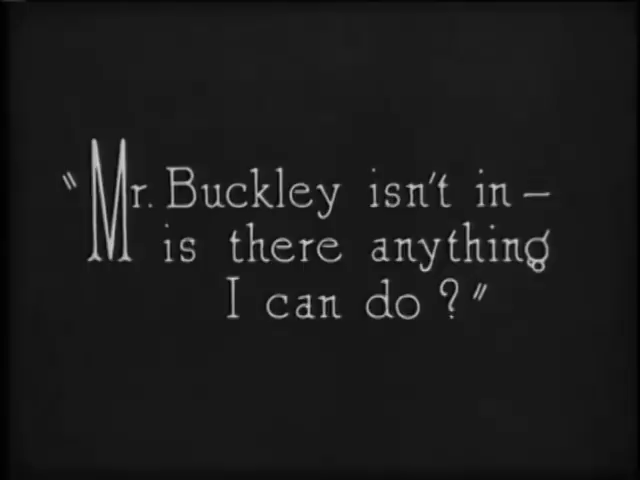 "Mr. Buckley isn't in —
is there anything
I can do?"